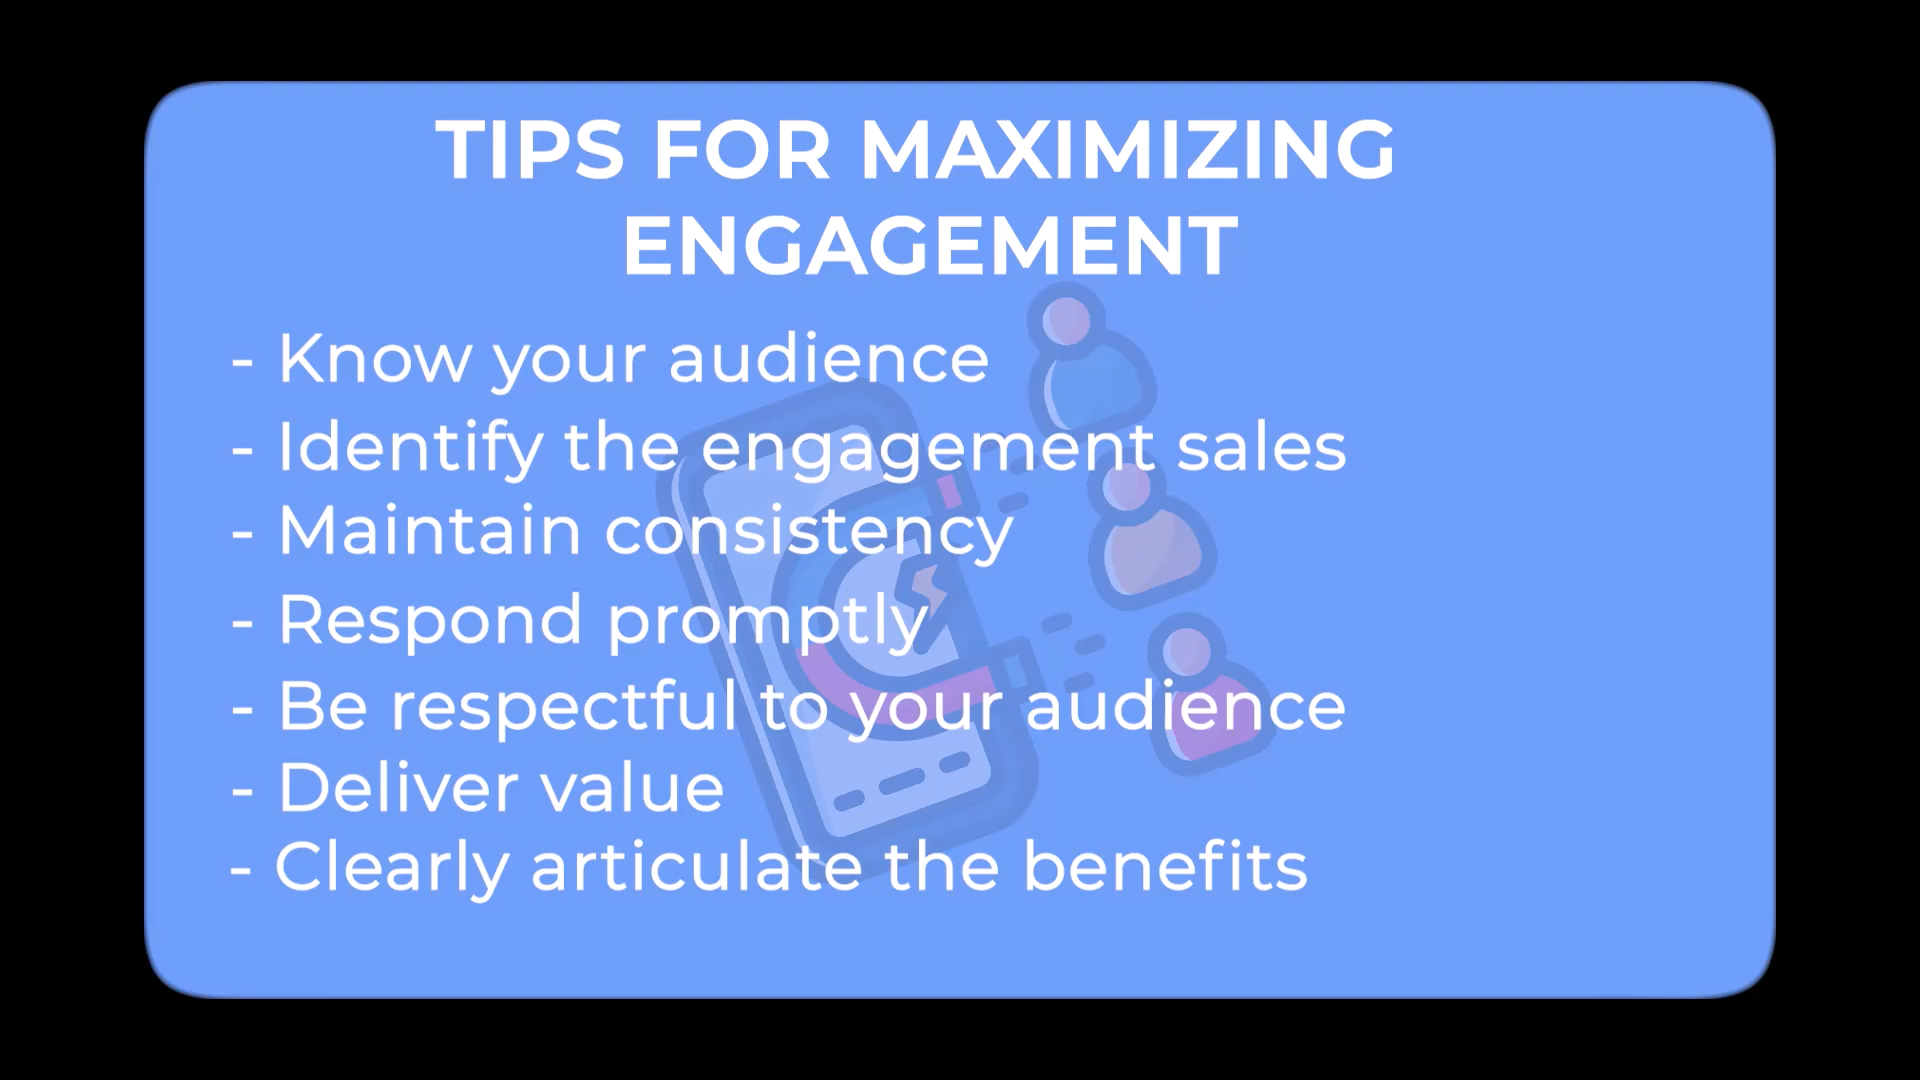 TIPS FOR MAXIMIZING
ENGAGEMENT
- Know your audience
- Identify the engagement sales
- Maintain consistency
- Respond promptly
- Be respectful to your audience
- Deliver value
- Clearly articulate the benefits